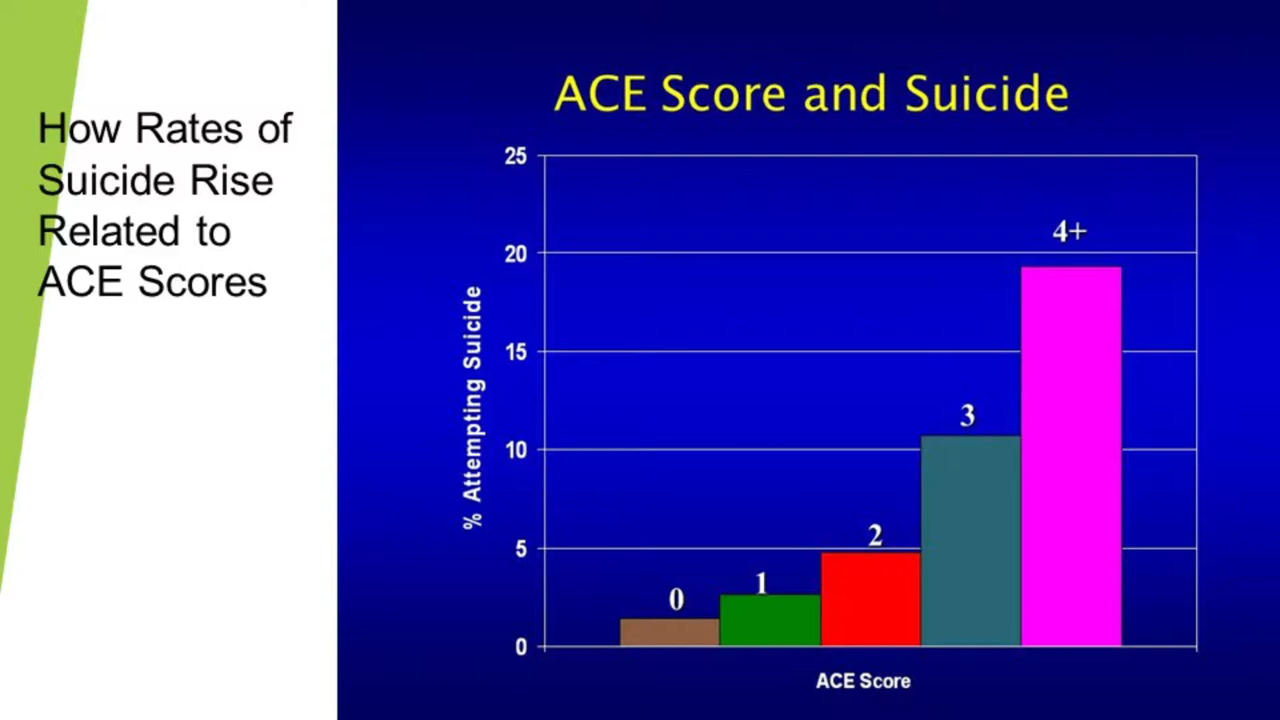 How Rates of
Suicide Rise
Related to
ACE Scores
ACE Score and Suicide
25
20
15
10
5
0
% Attempting Suicide
0
1
2
3
4+
ACE Score